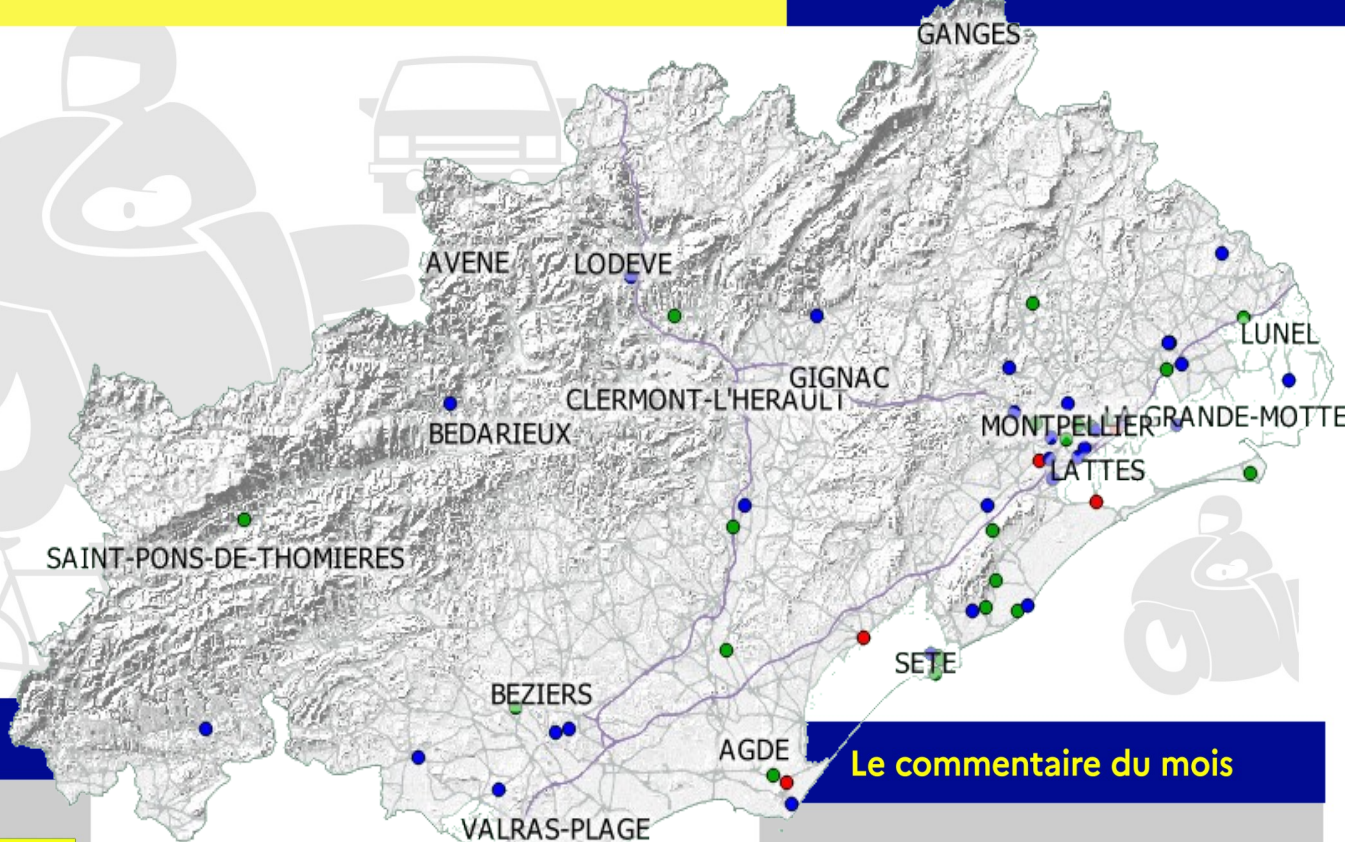 GANGES
AVENE
LODEVE
LUNEL
GIGNAC
CLERMONT-L'HERAULT
LA GRANDE-MOTTE
MONTPELLIER
BEDARIEUX
LATTES
SAINT-PONS-DE-THOMIERES
SETE
BEZIERS
AGDE
Le commentaire du mois
VALRAS-PLAGE